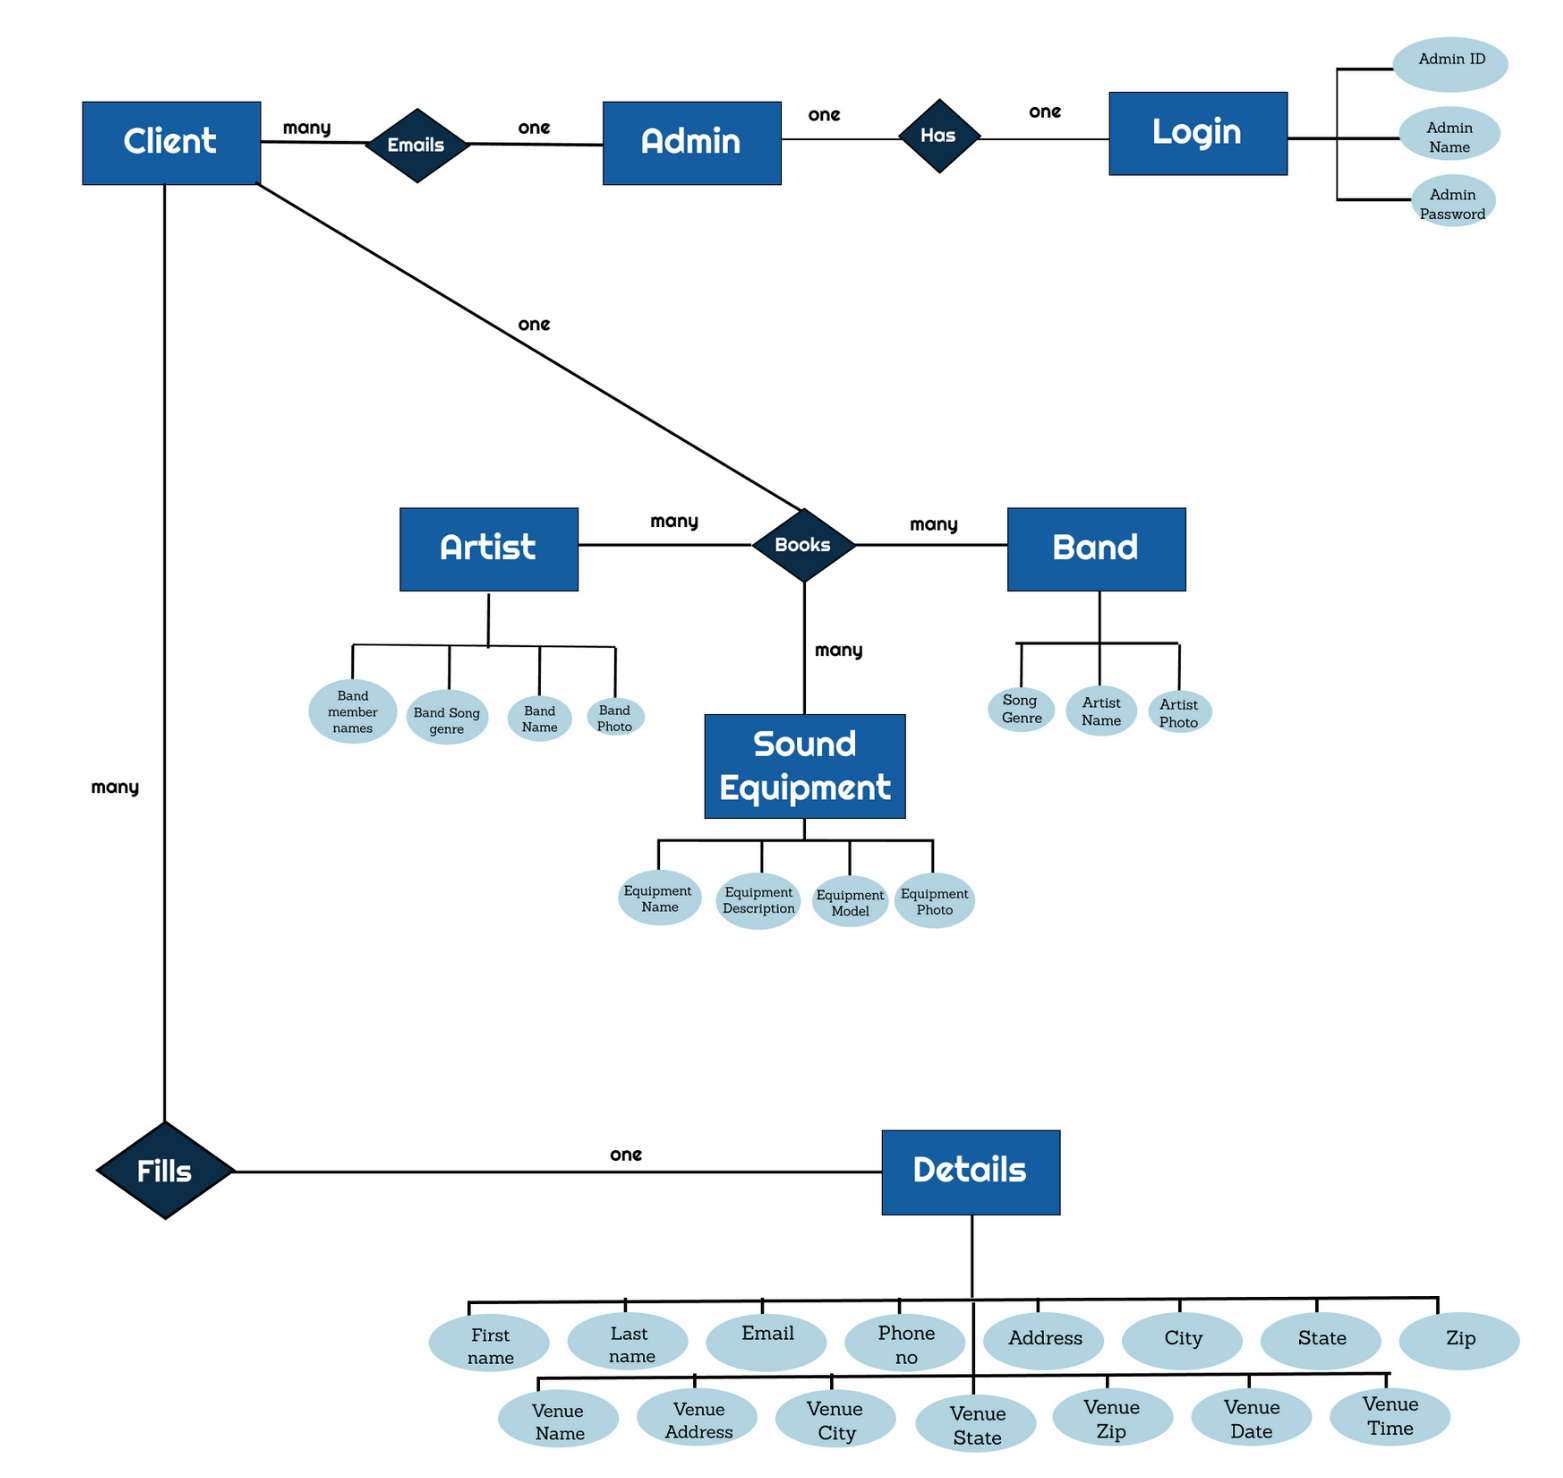 Admin ID
Client
many
Emails
one
Admin
one
Has
one
Login
Admin
Name
Admin
Password
one
Artist
many
Books
many
Band
many
Band
member
names
Band Song
genre
Band
Name
Band
Photo
Song
Genre
Artist
Name
Artist
Photo
Sound
Equipment
many
Equipment
Name
Equipment
Description
Equipment
Model
Equipment
Photo
Fills
one
Details
First
name
Last
name
Email
Phone
no
Address
City
State
Zip
Venue
Name
Venue
Address
Venue
City
Venue
State
Venue
Zip
Venue
Date
Venue
Time